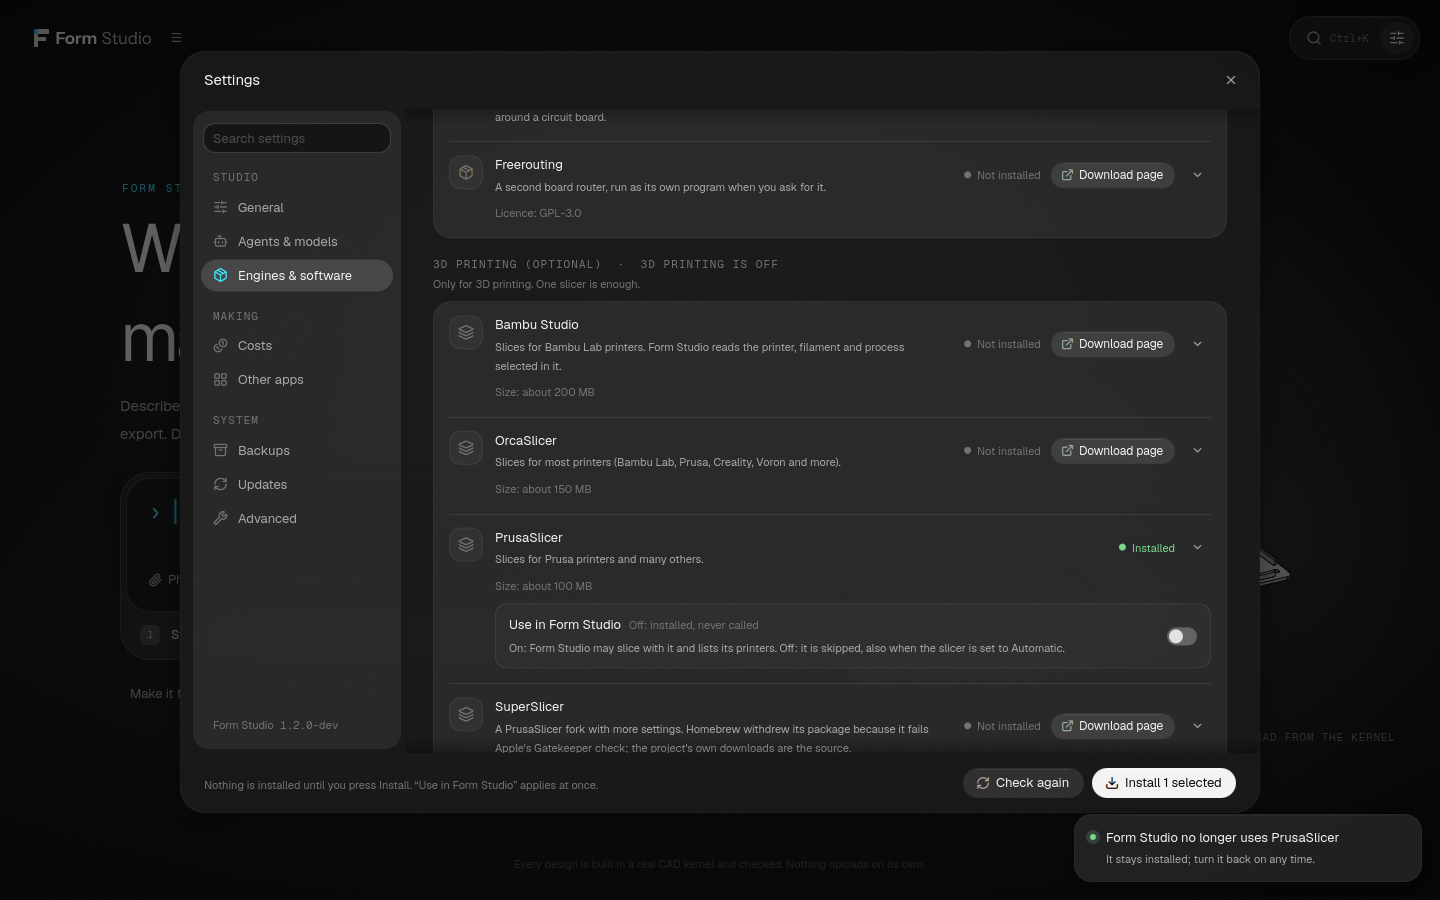 Form Studio
Ctrl+K
Settings
Search settings
STUDIO
General
Agents & models
Engines & software
MAKING
Costs
Other apps
SYSTEM
Backups
Updates
Advanced
Form Studio 1.2.0-dev
around a circuit board.
Freerouting
A second board router, run as its own program when you ask for it.
Licence: GPL-3.0
Not installed
Download page
3D PRINTING (OPTIONAL) · 3D PRINTING IS OFF
Only for 3D printing. One slicer is enough.
Bambu Studio
Slices for Bambu Lab printers. Form Studio reads the printer, filament and process
selected in it.
Size: about 200 MB
Not installed
Download page
OrcaSlicer
Slices for most printers (Bambu Lab, Prusa, Creality, Voron and more).
Size: about 150 MB
Not installed
Download page
PrusaSlicer
Slices for Prusa printers and many others.
Size: about 100 MB
Installed
Use in Form Studio Off: installed, never called
On: Form Studio may slice with it and lists its printers. Off: it is skipped, also when the slicer is set to Automatic.
SuperSlicer
A PrusaSlicer fork with more settings. Homebrew withdrew its package because it fails
Apple's Gatekeeper check; the project's own downloads are the source.
Not installed
Download page
Nothing is installed until you press Install. “Use in Form Studio” applies at once.
Check again
Install 1 selected
FORM ST
W
ma
Describe
export. D
Ph
1 S
Make it f
CAD FROM THE KERNEL
Every design is built in a real CAD kernel and checked. Nothing uploads on its own.
Form Studio no longer uses PrusaSlicer
It stays installed; turn it back on any time.